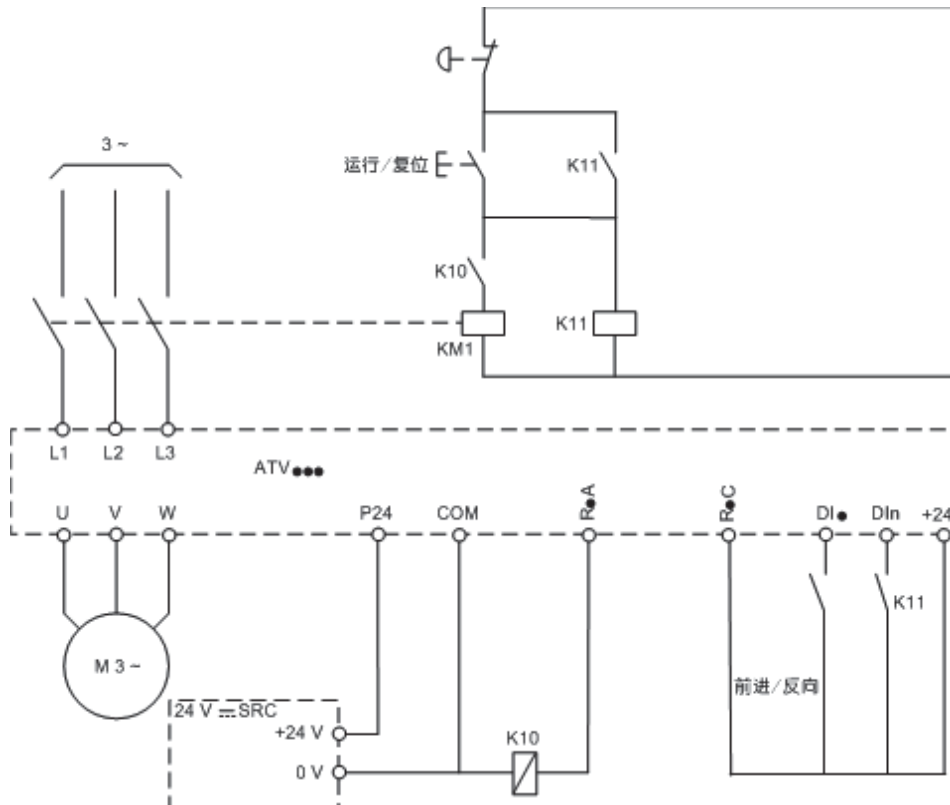 3 ~
运行/复位
K11
K10
KM1
K11
L1 L2 L3
ATV●●●
U V W P24 COM R●A R●C DI● DIn +24
K11
M 3 ~
前进/反向
24 V ⎓ SRC
+24 V
K10
0 V